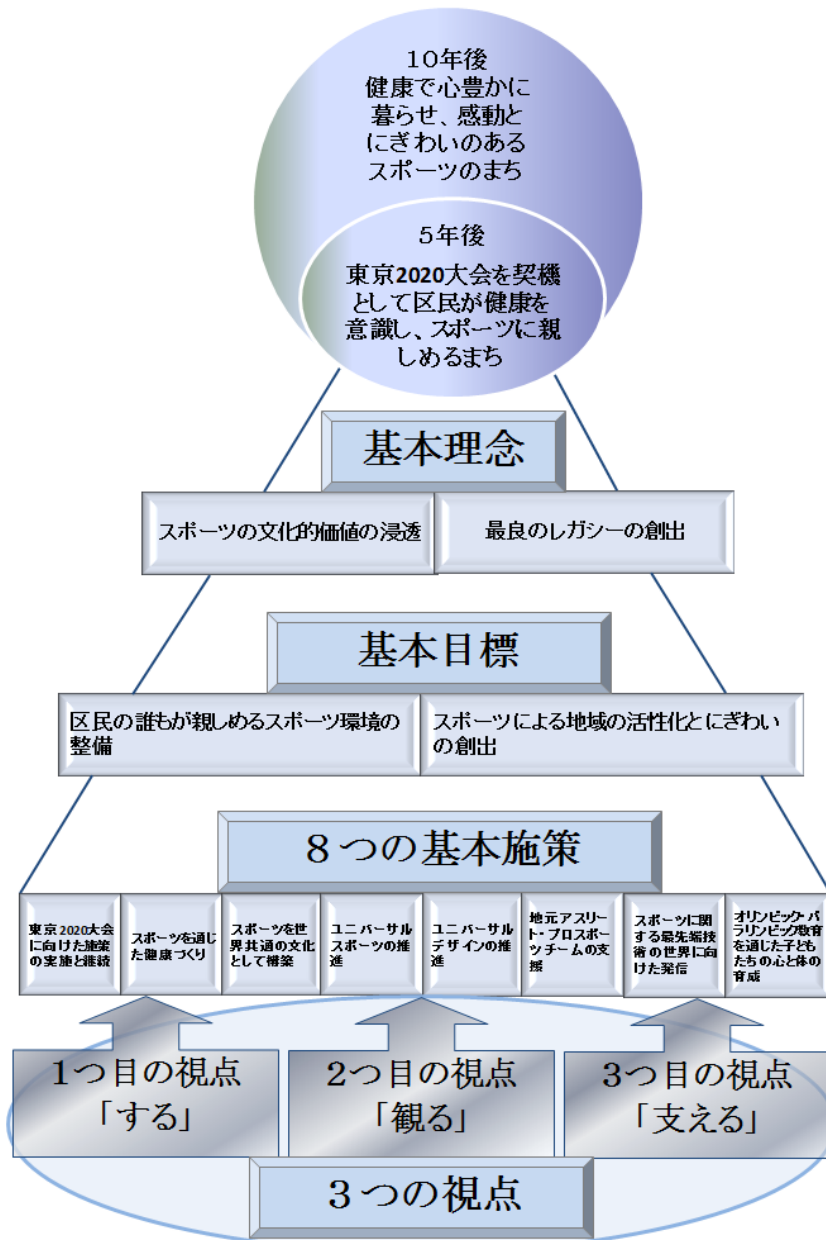 10年後
健康で心豊かに
暮らせ、感動と
にぎわいのある
スポーツのまち
5年後
東京2020大会を契機
として区民が健康を
意識し、スポーツに親
しめるまち
基本理念
スポーツの文化的価値の浸透
最良のレガシーの創出
基本目標
区民の誰もが親しめるスポーツ環境の
整備
スポーツによる地域の活性化とにぎわい
の創出
8つの基本施策
東京2020大会
に向けた施策
の実施と継続
スポーツを通じ
た健康づくり
スポーツを世
界共通の文化
として構築
ユニバーサル
スポーツの推
進
ユニバーサル
デザインの推
進
地元アスリー
ト・プロスポー
ツチームの支
援
スポーツに関
する最先端技
術の世界に向
けた発信
オリンピック・パ
ラリンピック教育
を通じた子ども
たちの心と体の
育成
1つ目の視点
「する」
2つ目の視点
「観る」
3つ目の視点
「支える」
3つの視点